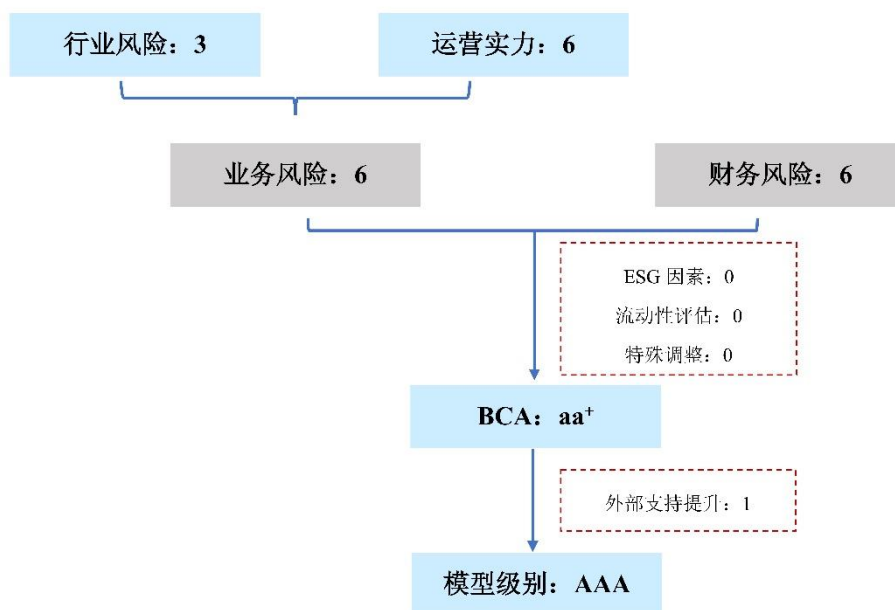 行业风险：3
运营实力：6
业务风险：6
财务风险：6
ESG 因素：0
流动性评估：0
特殊调整：0
BCA：aa⁺
外部支持提升：1
模型级别：AAA